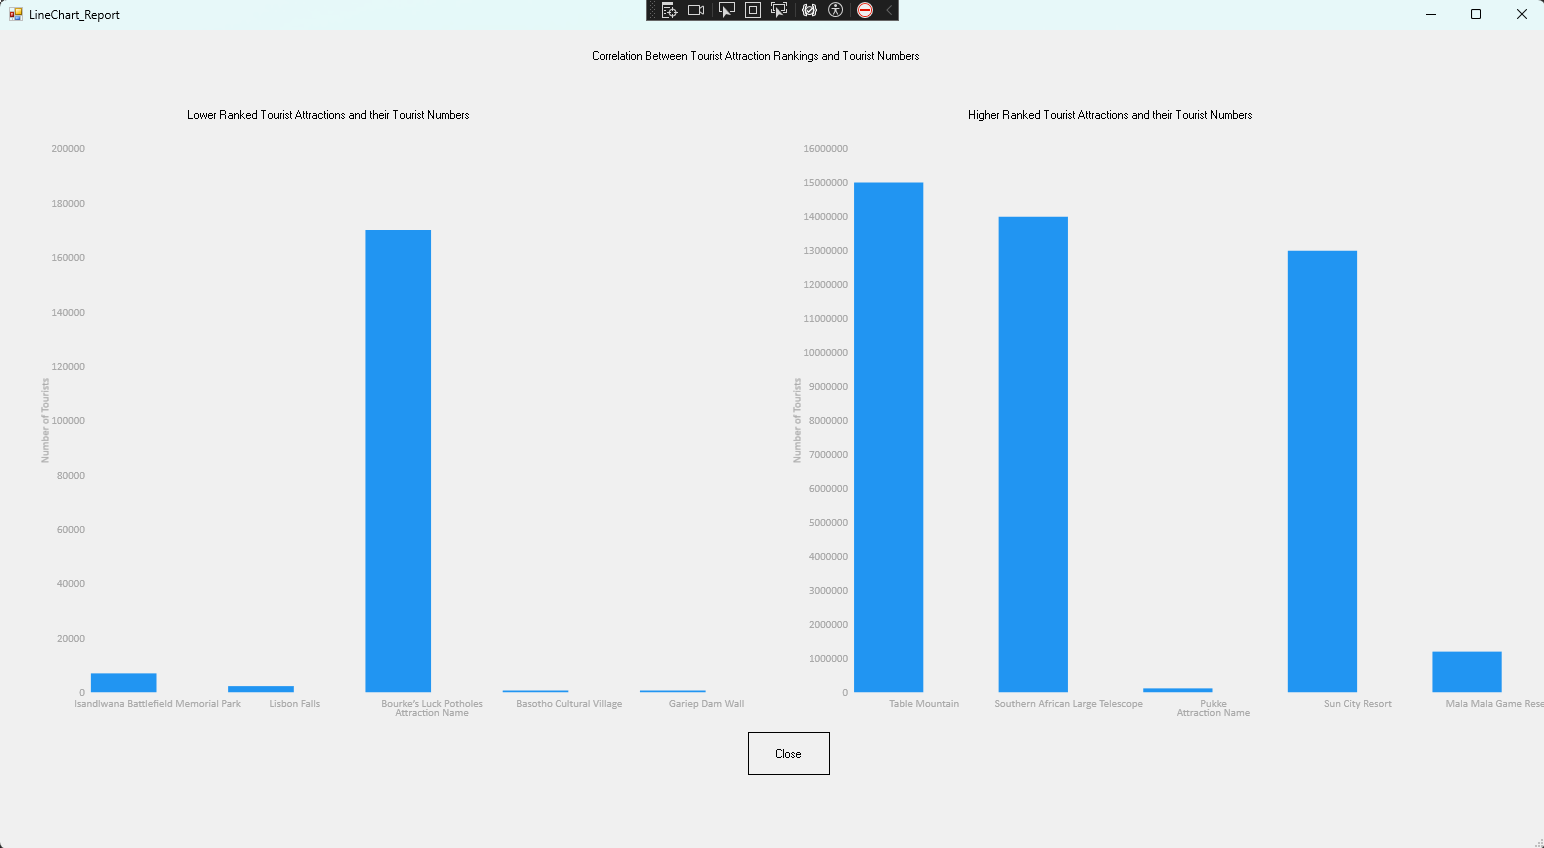 LineChart_Report
Correlation Between Tourist Attraction Rankings and Tourist Numbers
Lower Ranked Tourist Attractions and their Tourist Numbers
200000
180000
160000
140000
120000
100000
80000
60000
40000
20000
0
Number of Tourists
Isandlwana Battlefield Memorial Park
Lisbon Falls
Bourke's Luck Potholes
Basotho Cultural Village
Gariep Dam Wall
Attraction Name
Higher Ranked Tourist Attractions and their Tourist Numbers
16000000
15000000
14000000
13000000
12000000
11000000
10000000
9000000
8000000
7000000
6000000
5000000
4000000
3000000
2000000
1000000
0
Number of Tourists
Table Mountain
Southern African Large Telescope
Pukke
Sun City Resort
Mala Mala Game Rese
Attraction Name
Close